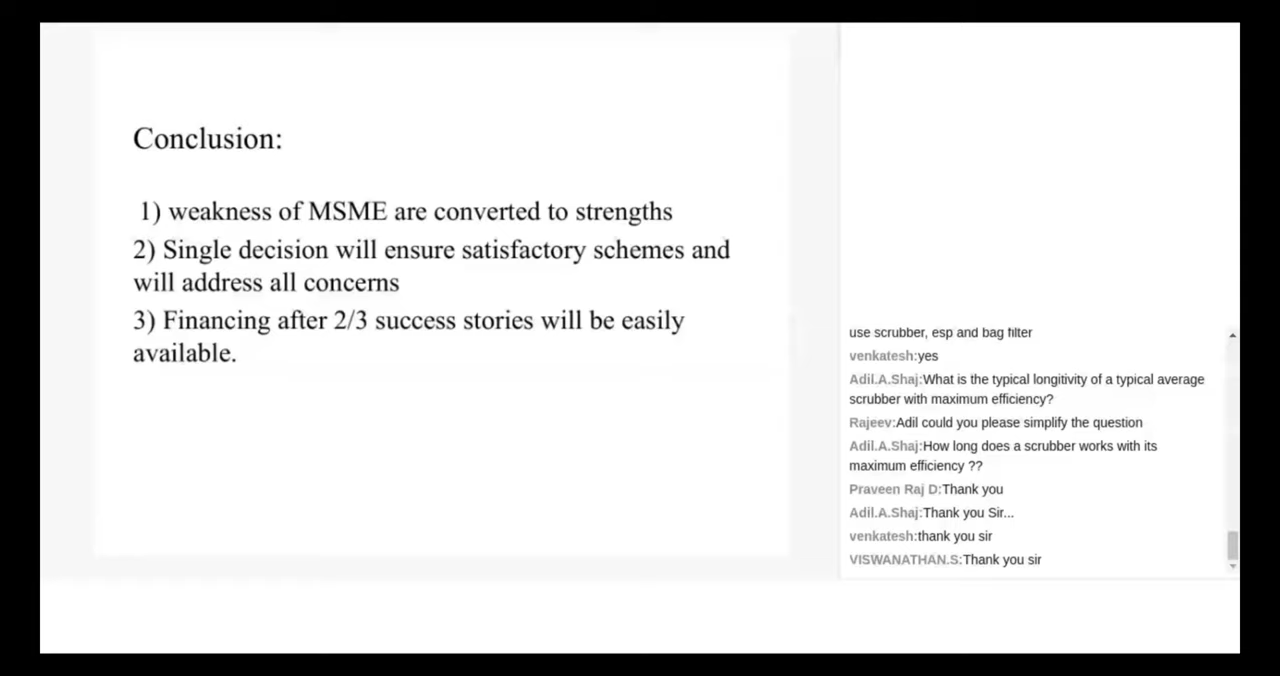 Conclusion:
1) weakness of MSME are converted to strengths
2) Single decision will ensure satisfactory schemes and
will address all concerns
3) Financing after 2/3 success stories will be easily
available.
use scrubber, esp and bag filter
venkatesh:yes
Adil.A.Shaj:What is the typical longitivity of a typical average
scrubber with maximum efficiency?
Rajeev:Adil could you please simplify the question
Adil.A.Shaj:How long does a scrubber works with its
maximum efficiency ??
Praveen Raj D:Thank you
Adil.A.Shaj:Thank you Sir...
venkatesh:thank you sir
VISWANATHAN.S:Thank you sir